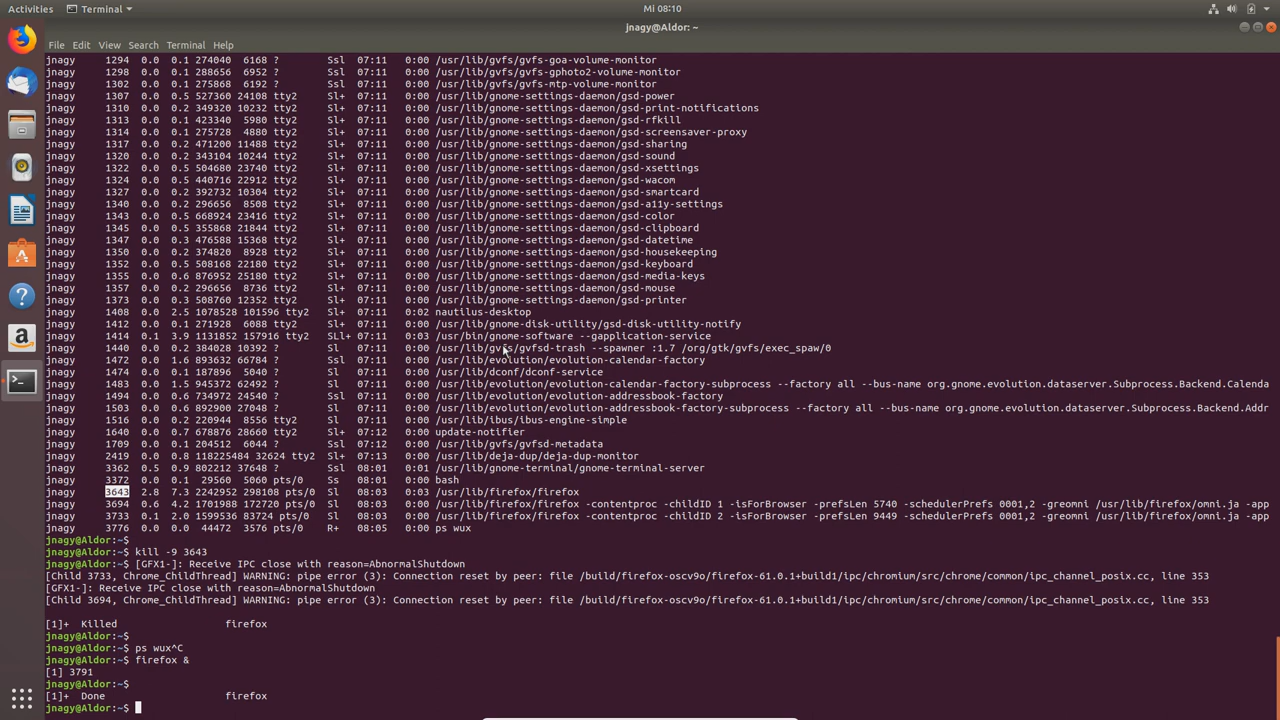 Activities Terminal Mi 08:10
jnagy@Aldor: ~
File Edit View Search Terminal Help
jnagy 1294 0.0 0.1 274040 6168 ? Ssl 07:11 0:00 /usr/lib/gvfs/gvfs-goa-volume-monitor
jnagy 1298 0.0 0.1 288656 6952 ? Ssl 07:11 0:00 /usr/lib/gvfs/gvfs-gphoto2-volume-monitor
jnagy 1302 0.0 0.1 275868 6192 ? Ssl 07:11 0:00 /usr/lib/gvfs/gvfs-mtp-volume-monitor
jnagy 1307 0.0 0.5 527360 24108 tty2 Sl+ 07:11 0:00 /usr/lib/gnome-settings-daemon/gsd-power
jnagy 1310 0.0 0.2 349320 10232 tty2 Sl+ 07:11 0:00 /usr/lib/gnome-settings-daemon/gsd-print-notifications
jnagy 1313 0.0 0.1 423340 5980 tty2 Sl+ 07:11 0:00 /usr/lib/gnome-settings-daemon/gsd-rfkill
jnagy 1314 0.0 0.1 275728 4880 tty2 Sl+ 07:11 0:00 /usr/lib/gnome-settings-daemon/gsd-screensaver-proxy
jnagy 1317 0.0 0.2 471200 11488 tty2 Sl+ 07:11 0:00 /usr/lib/gnome-settings-daemon/gsd-sharing
jnagy 1320 0.0 0.2 343104 10244 tty2 Sl+ 07:11 0:00 /usr/lib/gnome-settings-daemon/gsd-sound
jnagy 1322 0.0 0.5 504680 23740 tty2 Sl+ 07:11 0:00 /usr/lib/gnome-settings-daemon/gsd-xsettings
jnagy 1324 0.0 0.5 440716 22912 tty2 Sl+ 07:11 0:00 /usr/lib/gnome-settings-daemon/gsd-wacom
jnagy 1327 0.0 0.2 392732 10304 tty2 Sl+ 07:11 0:00 /usr/lib/gnome-settings-daemon/gsd-smartcard
jnagy 1340 0.0 0.2 296656 8508 tty2 Sl+ 07:11 0:00 /usr/lib/gnome-settings-daemon/gsd-a11y-settings
jnagy 1343 0.0 0.5 668924 23416 tty2 Sl+ 07:11 0:00 /usr/lib/gnome-settings-daemon/gsd-color
jnagy 1345 0.0 0.5 355868 21844 tty2 Sl+ 07:11 0:00 /usr/lib/gnome-settings-daemon/gsd-clipboard
jnagy 1347 0.0 0.3 476588 15368 tty2 Sl+ 07:11 0:00 /usr/lib/gnome-settings-daemon/gsd-datetime
jnagy 1350 0.0 0.2 374820 8928 tty2 Sl+ 07:11 0:00 /usr/lib/gnome-settings-daemon/gsd-housekeeping
jnagy 1352 0.0 0.5 508168 22180 tty2 Sl+ 07:11 0:00 /usr/lib/gnome-settings-daemon/gsd-keyboard
jnagy 1355 0.0 0.6 876952 25180 tty2 Sl+ 07:11 0:00 /usr/lib/gnome-settings-daemon/gsd-media-keys
jnagy 1357 0.0 0.2 296656 8736 tty2 Sl+ 07:11 0:00 /usr/lib/gnome-settings-daemon/gsd-mouse
jnagy 1373 0.0 0.3 508760 12352 tty2 Sl+ 07:11 0:00 /usr/lib/gnome-settings-daemon/gsd-printer
jnagy 1408 0.0 2.5 1078528 101596 tty2 Sl+ 07:11 0:02 nautilus-desktop
jnagy 1412 0.0 0.1 271928 6088 tty2 Sl+ 07:11 0:00 /usr/lib/gnome-disk-utility/gsd-disk-utility-notify
jnagy 1414 0.1 3.9 1131852 157916 tty2 SLl+ 07:11 0:03 /usr/bin/gnome-software --gapplication-service
jnagy 1440 0.0 0.2 384028 10392 ? Sl 07:11 0:00 /usr/lib/gvfs/gvfsd-trash --spawner :1.7 /org/gtk/gvfs/exec_spaw/0
jnagy 1472 0.0 1.6 893632 66784 ? Ssl 07:11 0:00 /usr/lib/evolution/evolution-calendar-factory
jnagy 1474 0.0 0.1 187896 5040 ? Sl 07:11 0:00 /usr/lib/dconf/dconf-service
jnagy 1483 0.0 1.5 945372 62492 ? Sl 07:11 0:00 /usr/lib/evolution/evolution-calendar-factory-subprocess --factory all --bus-name org.gnome.evolution.dataserver.Subprocess.Backend.Calenda
jnagy 1494 0.0 0.6 734972 24540 ? Ssl 07:11 0:00 /usr/lib/evolution/evolution-addressbook-factory
jnagy 1503 0.0 0.6 892900 27048 ? Sl 07:11 0:00 /usr/lib/evolution/evolution-addressbook-factory-subprocess --factory all --bus-name org.gnome.evolution.dataserver.Subprocess.Backend.Addr
jnagy 1516 0.0 0.2 220944 8556 tty2 Sl 07:11 0:00 /usr/lib/ibus/ibus-engine-simple
jnagy 1640 0.0 0.7 678876 28660 tty2 Sl+ 07:12 0:00 update-notifier
jnagy 1709 0.0 0.1 204512 6044 ? Ssl 07:12 0:00 /usr/lib/gvfs/gvfsd-metadata
jnagy 2419 0.0 0.8 118225484 32624 tty2 Sl+ 07:13 0:00 /usr/lib/deja-dup/deja-dup-monitor
jnagy 3362 0.5 0.9 802212 37648 ? Ssl 08:01 0:01 /usr/lib/gnome-terminal/gnome-terminal-server
jnagy 3372 0.0 0.1 29560 5060 pts/0 Ss 08:01 0:00 bash
jnagy 3643 2.8 7.3 2242952 298108 pts/0 Sl 08:03 0:03 /usr/lib/firefox/firefox
jnagy 3694 0.6 4.2 1701988 172720 pts/0 Sl 08:03 0:00 /usr/lib/firefox/firefox -contentproc -childID 1 -isForBrowser -prefsLen 5740 -schedulerPrefs 0001,2 -greomni /usr/lib/firefox/omni.ja -app
jnagy 3733 0.1 2.0 1599536 83724 pts/0 Sl 08:03 0:00 /usr/lib/firefox/firefox -contentproc -childID 2 -isForBrowser -prefsLen 9449 -schedulerPrefs 0001,2 -greomni /usr/lib/firefox/omni.ja -app
jnagy 3776 0.0 0.0 44472 3576 pts/0 R+ 08:05 0:00 ps wux
jnagy@Aldor:~$
jnagy@Aldor:~$ kill -9 3643
jnagy@Aldor:~$ [GFX1-]: Receive IPC close with reason=AbnormalShutdown
[Child 3733, Chrome_ChildThread] WARNING: pipe error (3): Connection reset by peer: file /build/firefox-oscv9o/firefox-61.0.1+build1/ipc/chromium/src/chrome/common/ipc_channel_posix.cc, line 353
[GFX1-]: Receive IPC close with reason=AbnormalShutdown
[Child 3694, Chrome_ChildThread] WARNING: pipe error (3): Connection reset by peer: file /build/firefox-oscv9o/firefox-61.0.1+build1/ipc/chromium/src/chrome/common/ipc_channel_posix.cc, line 353
[1]+ Killed firefox
jnagy@Aldor:~$
jnagy@Aldor:~$ ps wux^C
jnagy@Aldor:~$ firefox &
[1] 3791
jnagy@Aldor:~$
[1]+ Done firefox
jnagy@Aldor:~$